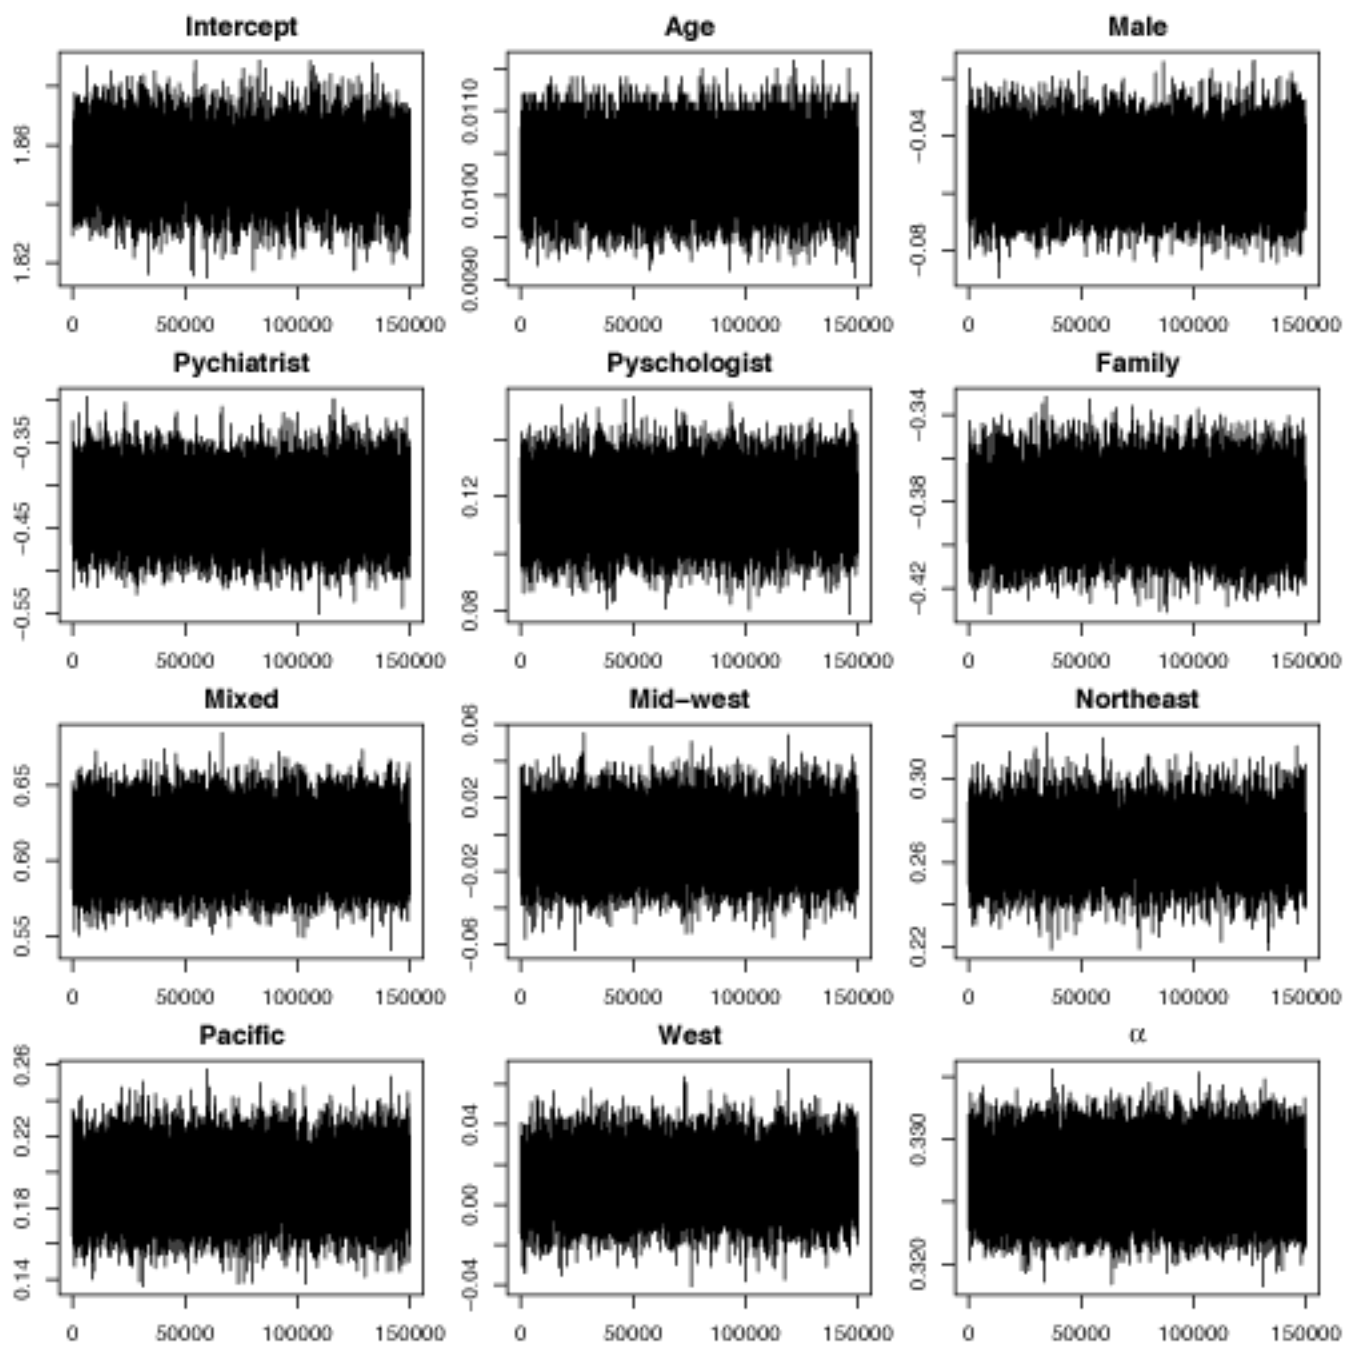 Intercept Age Male
1.82 1.86
0.0090 0.0100 0.0110
−0.08 −0.04
0 50000 100000 150000 0 50000 100000 150000 0 50000 100000 150000
Pychiatrist Pyschologist Family
−0.55 −0.45 −0.35
0.08 0.12
−0.42 −0.38 −0.34
0 50000 100000 150000 0 50000 100000 150000 0 50000 100000 150000
Mixed Mid−west Northeast
0.55 0.60 0.65
−0.06 −0.02 0.02 0.06
0.22 0.26 0.30
0 50000 100000 150000 0 50000 100000 150000 0 50000 100000 150000
Pacific West α
0.14 0.18 0.22 0.26
−0.04 0.00 0.04
0.320 0.330
0 50000 100000 150000 0 50000 100000 150000 0 50000 100000 150000